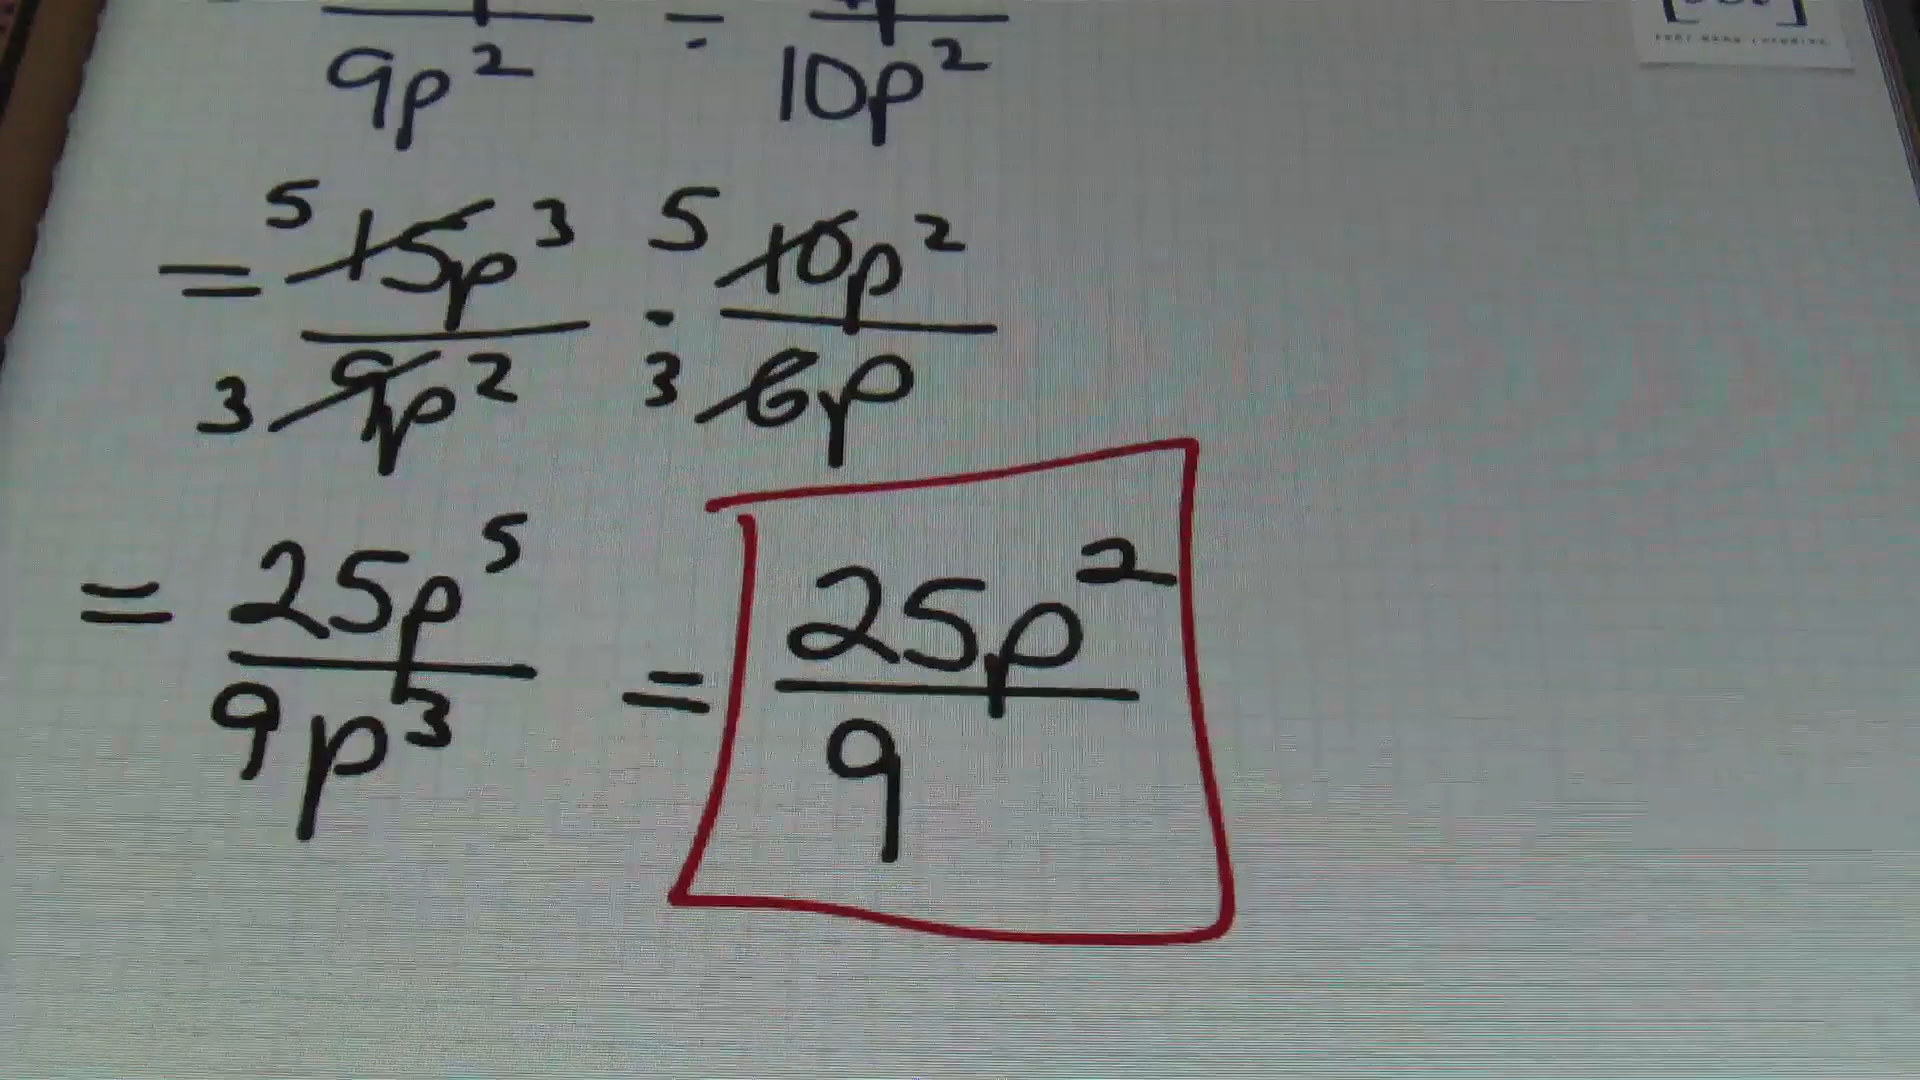 9p² ÷ 10p²
= 5 15p³ / 3 9p² · 5 10p² / 3 6p
= 25p⁵ / 9p³ = 25p² / 9